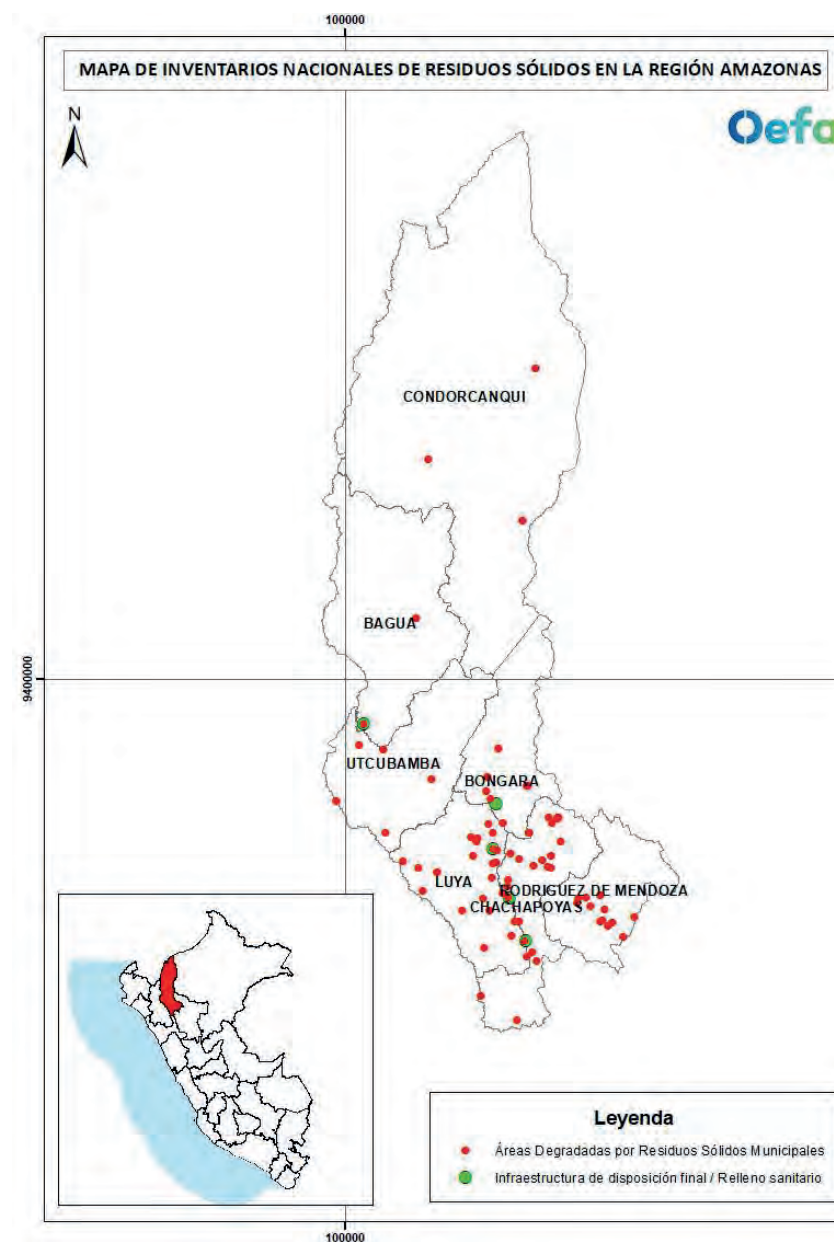 100000
MAPA DE INVENTARIOS NACIONALES DE RESIDUOS SÓLIDOS EN LA REGIÓN AMAZONAS
N
Oefa
CONDORCANQUI
BAGUA
9400000
UTCUBAMBA
BONGARA
LUYA
RODRIGUEZ DE MENDOZA
CHACHAPOYAS
Leyenda
Áreas Degradadas por Residuos Sólidos Municipales
Infraestructura de disposición final / Relleno sanitario
100000